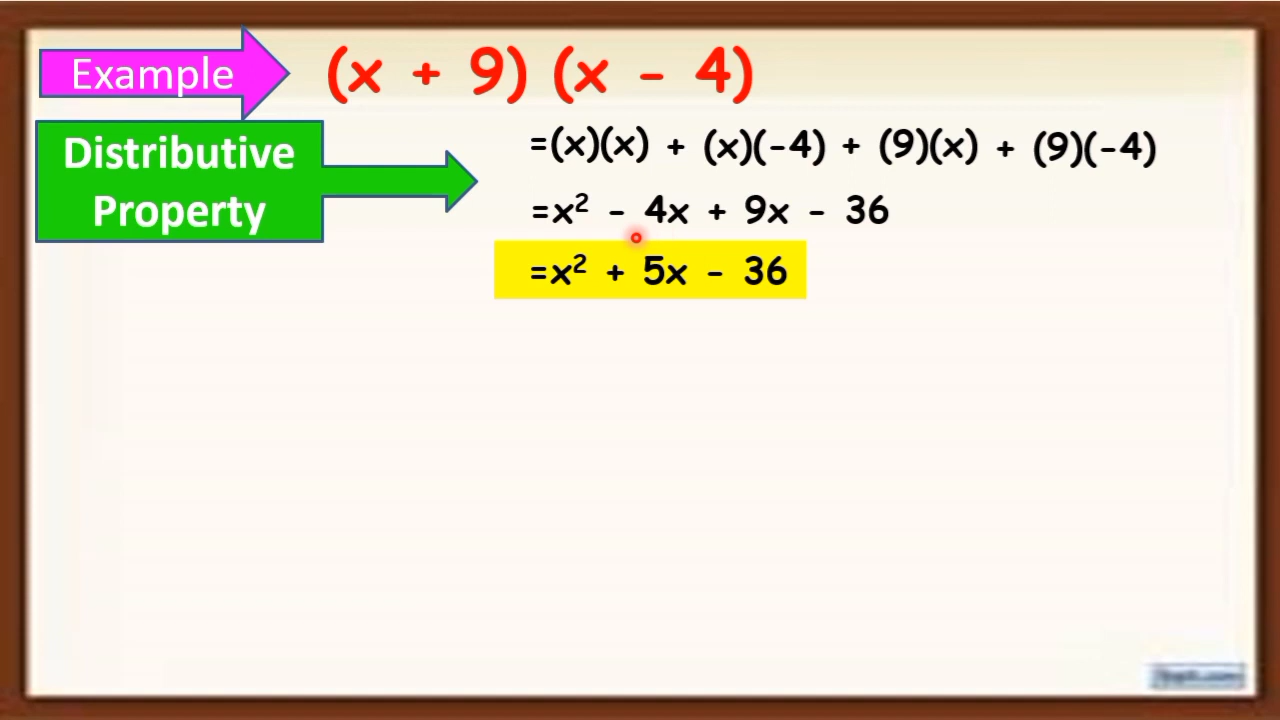 Example
(x + 9) (x - 4)
Distributive
Property
=(x)(x) + (x)(-4) + (9)(x) + (9)(-4)
=x² - 4x + 9x - 36
=x² + 5x - 36